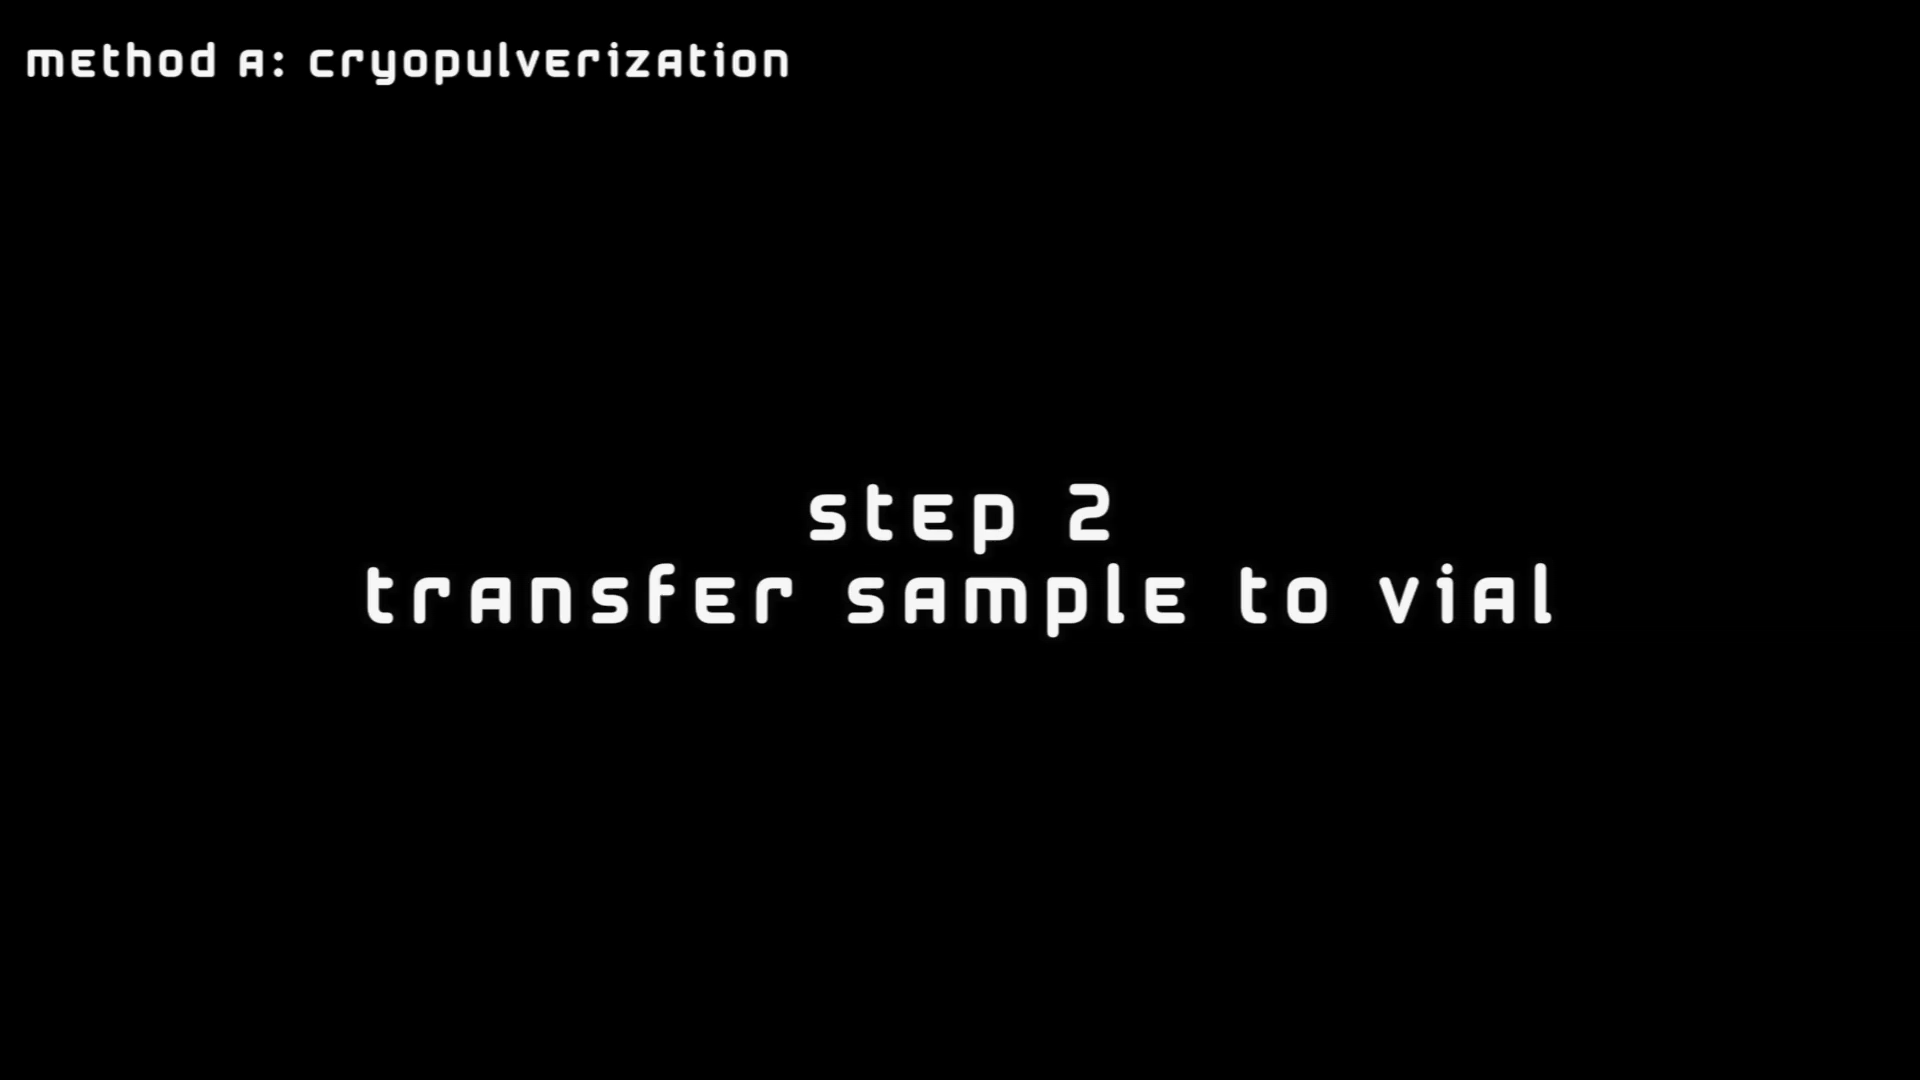 method a: cryopulverization
step 2
transfer sample to vial